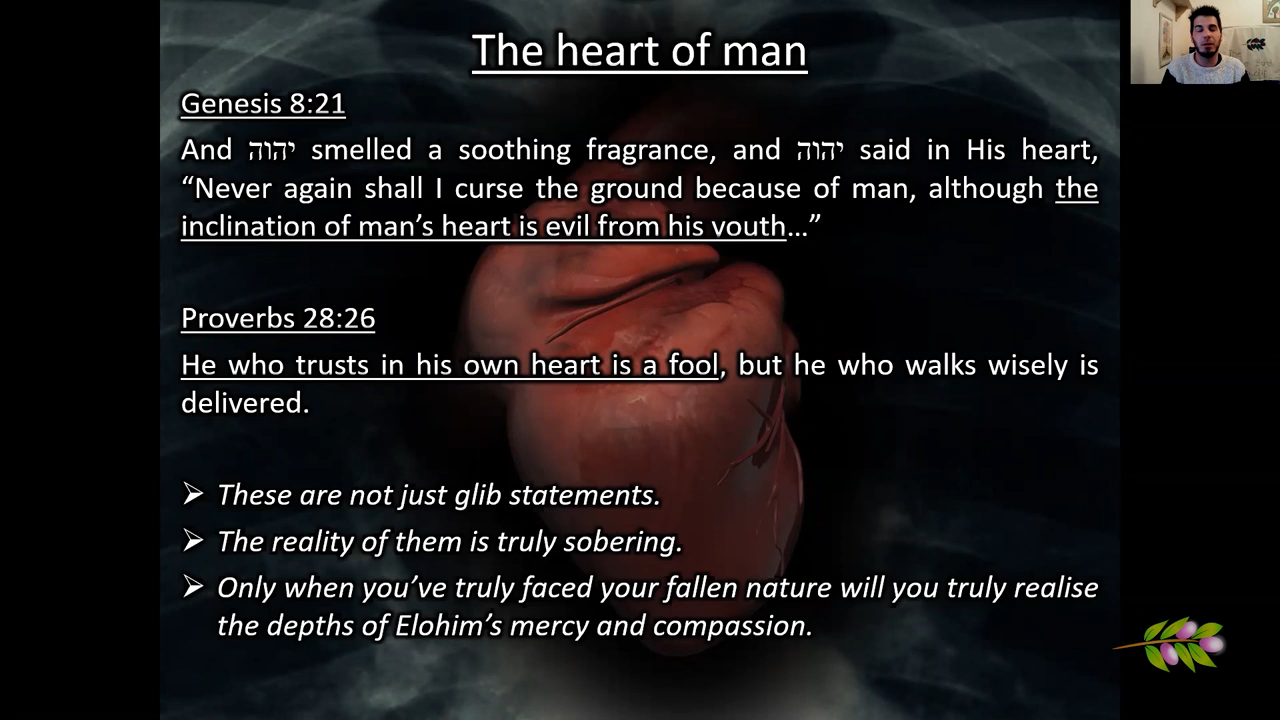 The heart of man
Genesis 8:21
And יהוה smelled a soothing fragrance, and יהוה said in His heart,
“Never again shall I curse the ground because of man, although the
inclination of man’s heart is evil from his youth…”
Proverbs 28:26
He who trusts in his own heart is a fool, but he who walks wisely is
delivered.
➢ These are not just glib statements.
➢ The reality of them is truly sobering.
➢ Only when you’ve truly faced your fallen nature will you truly realise
the depths of Elohim’s mercy and compassion.